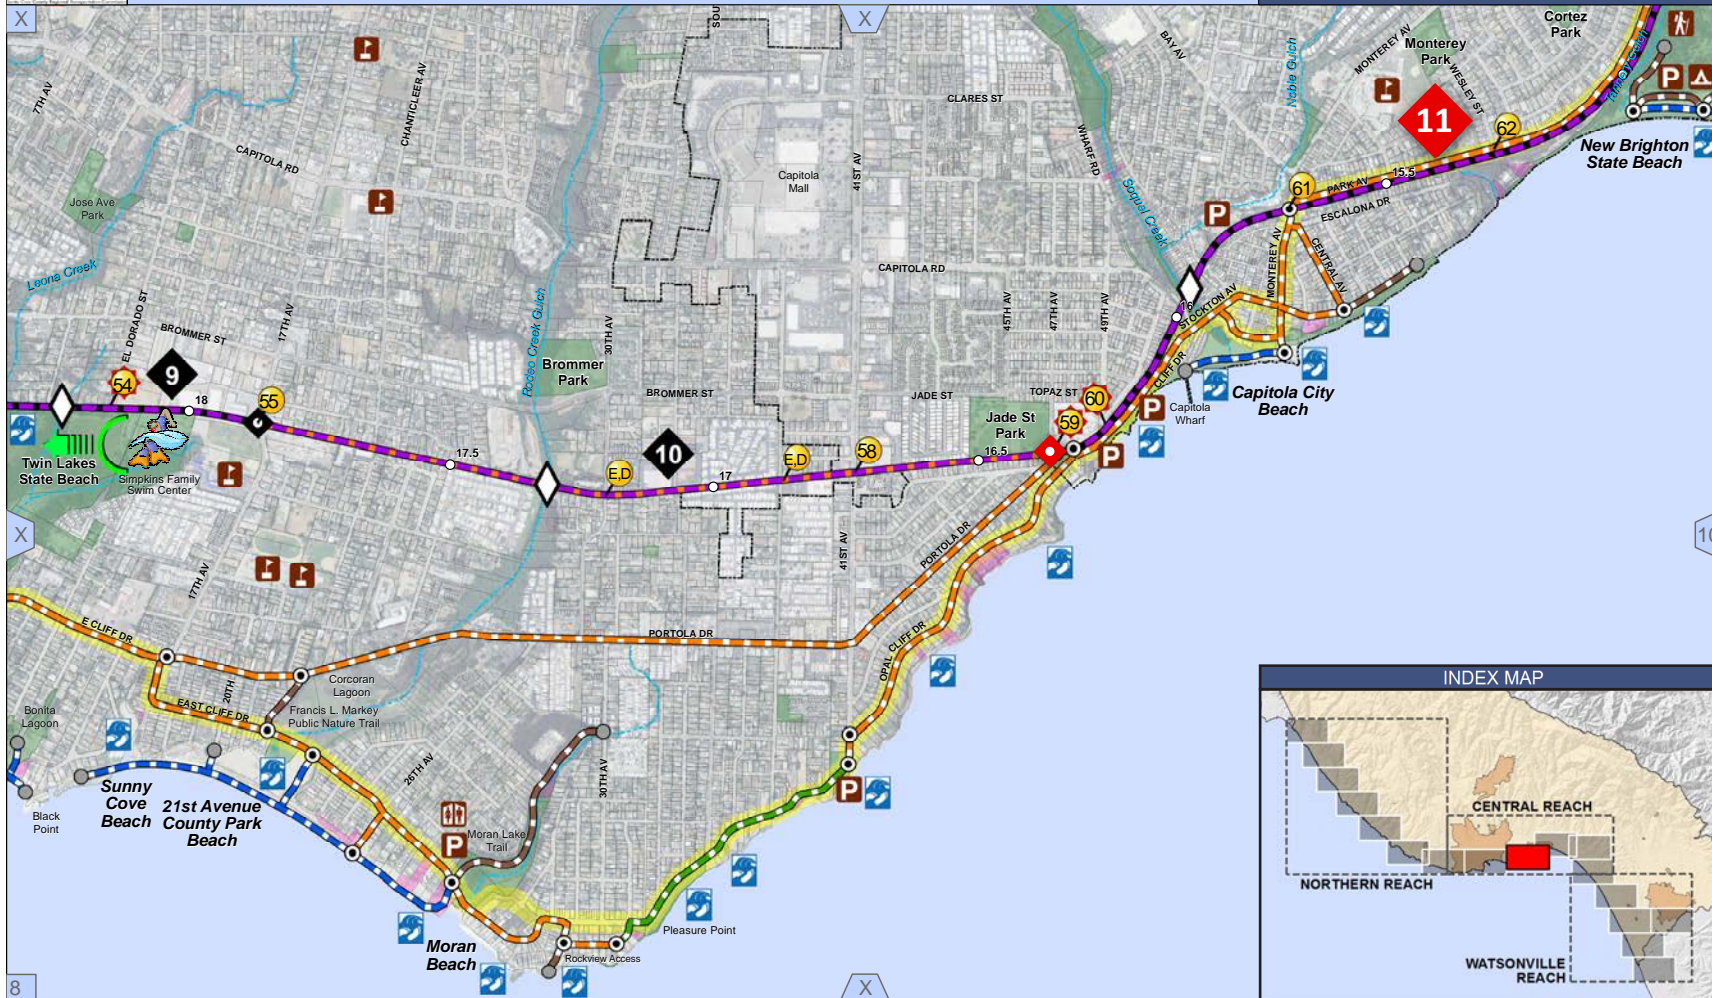 X
X
SOU
Cortez
Park
Monterey
Park
MONTEREY AV
WESLEY ST
BAY AV
Noble Gulch
Tannery Gulch
P
7TH AV
CHANTICLEER AV
CLARES ST
WHARF RD
11
62
New Brighton
State Beach
CAPITOLA RD
Capitola
Mall
41ST AV
Jose Ave
Park
Soquel Creek
61
PARK AV
15.5
ESCALONA DR
P
Leona Creek
CAPITOLA RD
MONTEREY AV
CENTRAL AV
EL DORADO ST
BROMMER ST
17TH AV
Rodeo Creek Gulch
30TH AV
45TH AV
47TH AV
49TH AV
16
STOCKTON AV
CLIFF DR
Brommer
Park
BROMMER ST
JADE ST
TOPAZ ST
Jade St
Park
54
9
55
18
60
59
P
Capitola
Wharf
Capitola City
Beach
Twin Lakes
State Beach
Simpkins Family
Swim Center
17.5
E,D
10
17
E,D
58
16.5
P
X
10
17TH AV
41ST AV
PORTOLA DR
E CLIFF DR
PORTOLA DR
OPAL CLIFF DR
20TH
EAST CLIFF DR
Corcoran
Lagoon
Francis L. Markey
Public Nature Trail
Bonita
Lagoon
26TH AV
30TH AV
Sunny
Cove
Beach
21st Avenue
County Park
Beach
Black
Point
P
Moran Lake
Trail
P
Pleasure Point
Moran
Beach
Rockview Access
8
X
INDEX MAP
CENTRAL REACH
NORTHERN REACH
WATSONVILLE
REACH